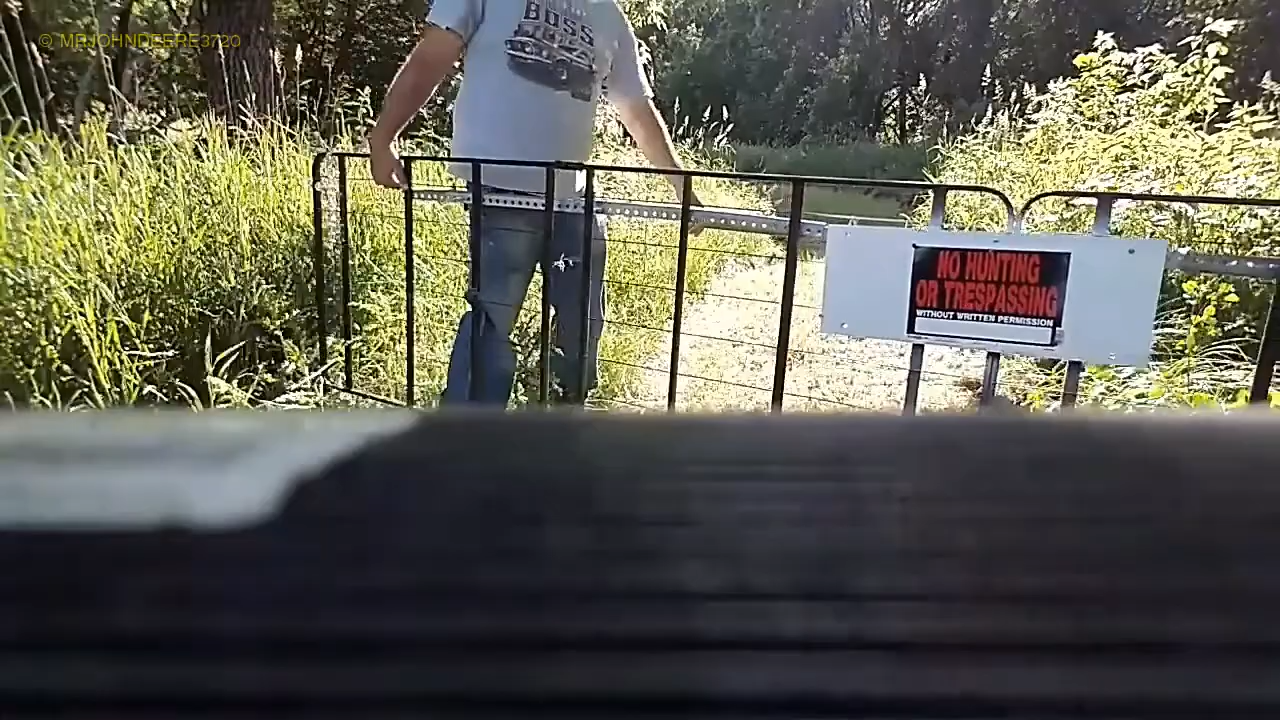 © MRJOHNDEERE3720
BOSS
NO HUNTING
OR TRESPASSING
WITHOUT WRITTEN PERMISSION